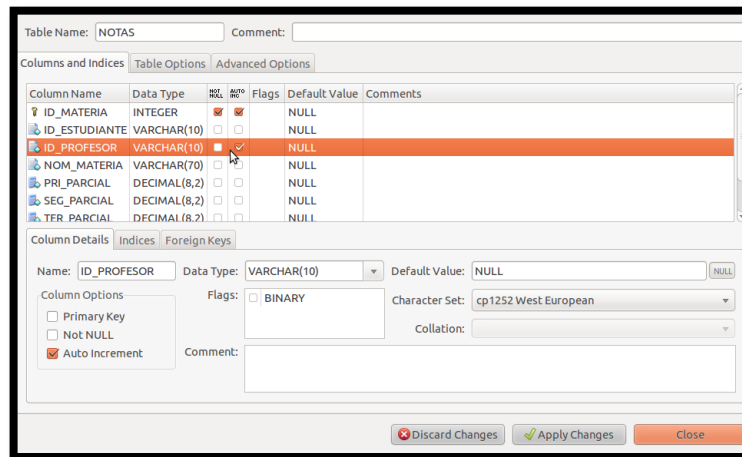 Table Name: NOTAS Comment:
Columns and Indices Table Options Advanced Options
Column Name Data Type NOT NULL AUTO INC Flags Default Value Comments
ID_MATERIA INTEGER NULL
ID_ESTUDIANTE VARCHAR(10) NULL
ID_PROFESOR VARCHAR(10) NULL
NOM_MATERIA VARCHAR(70) NULL
PRI_PARCIAL DECIMAL(8,2) NULL
SEG_PARCIAL DECIMAL(8,2) NULL
TER_PARCIAL DECIMAL(8,2) NULL
Column Details Indices Foreign Keys
Name: ID_PROFESOR Data Type: VARCHAR(10) Default Value: NULL NULL
Column Options Flags: BINARY Character Set: cp1252 West European
Primary Key
Not NULL Collation:
Auto Increment Comment:
Discard Changes Apply Changes Close